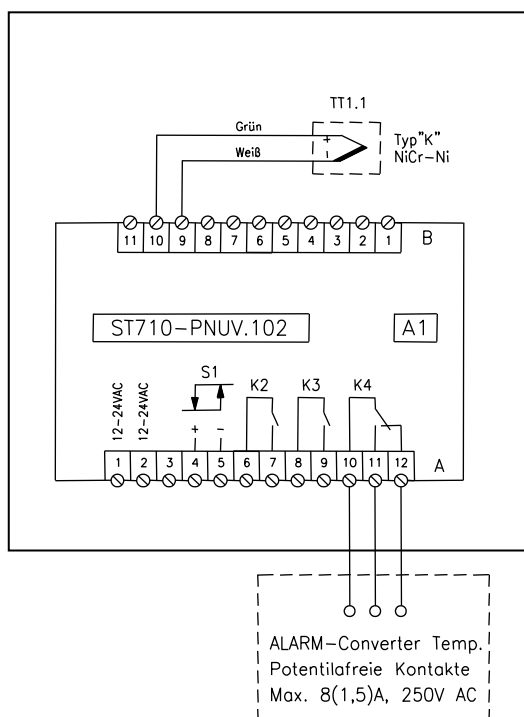 TT1.1
Grün
+
Typ"K"
Weiß
-
NiCr-Ni
11 10 9 8 7 6 5 4 3 2 1
B
ST710-PNUV.102
A1
12-24VAC
12-24VAC
S1
K2
K3
K4
+ -
1 2 3 4 5 6 7 8 9 10 11 12
A
ALARM-Converter Temp.
Potentilafreie Kontakte
Max. 8(1,5)A, 250V AC